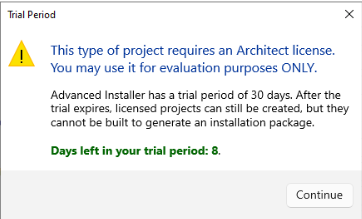 Trial Period
This type of project requires an Architect license.
You may use it for evaluation purposes ONLY.
Advanced Installer has a trial period of 30 days. After the
trial expires, licensed projects can still be created, but they
cannot be built to generate an installation package.
Days left in your trial period: 8.
Continue